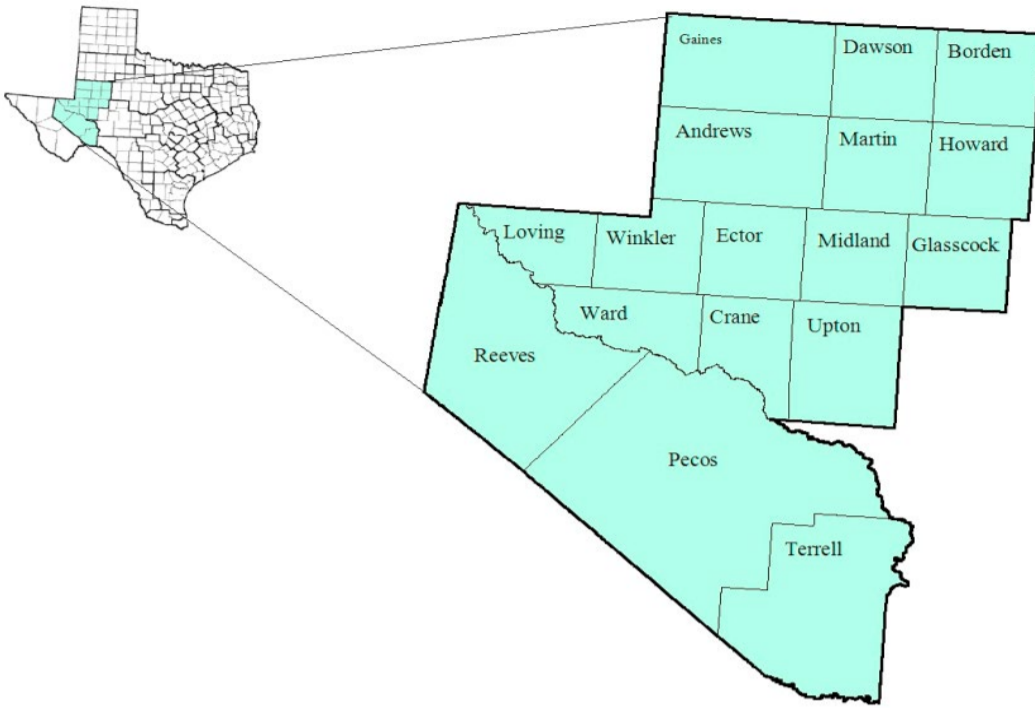 Gaines
Dawson
Borden
Andrews
Martin
Howard
Loving
Winkler
Ector
Midland
Glasscock
Ward
Crane
Upton
Reeves
Pecos
Terrell